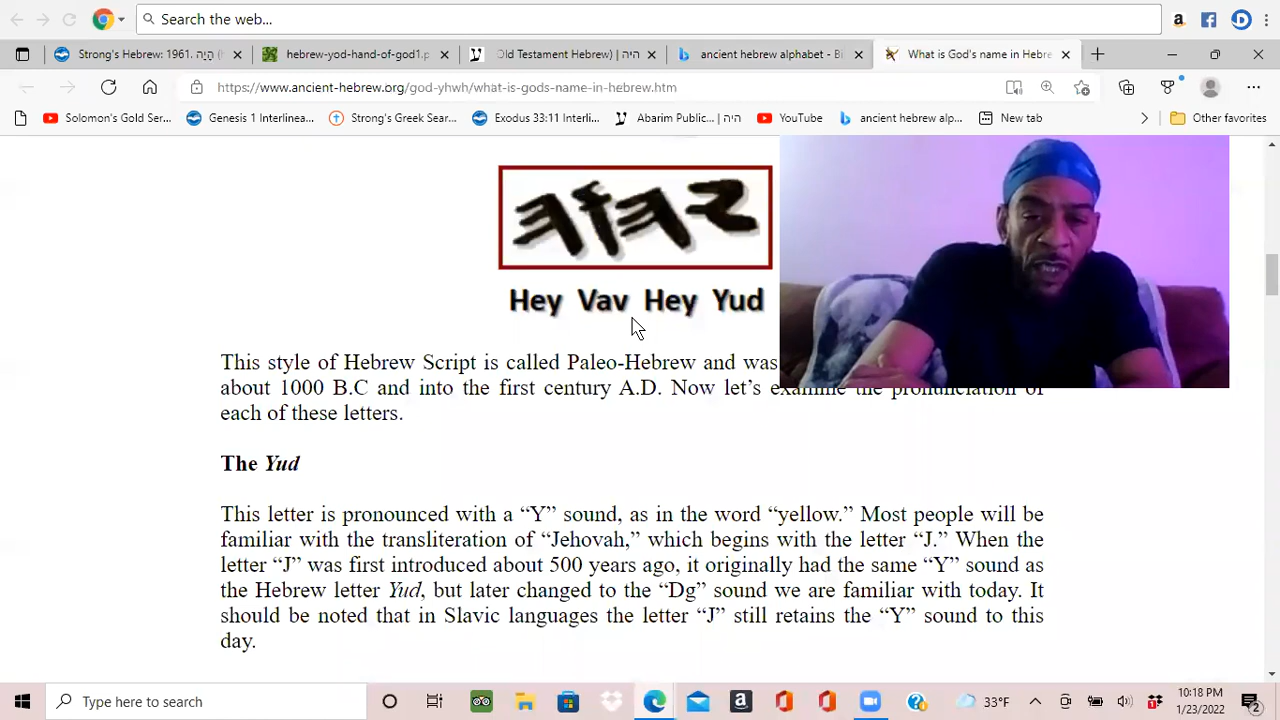 Search the web...
Strong's Hebrew: 1961. הָיָה (
hebrew-yod-hand-of-god1.p
Old Testament Hebrew) | היה
ancient hebrew alphabet - Bi
What is God's name in Hebre
https://www.ancient-hebrew.org/god-yhwh/what-is-gods-name-in-hebrew.htm
Solomon's Gold Ser...
Genesis 1 Interlinea...
Strong's Greek Sear...
Exodus 33:11 Interli...
Abarim Public... | היה
YouTube
ancient hebrew alp...
New tab
Other favorites
𐤉𐤄𐤅𐤄
Hey Vav Hey Yud
This style of Hebrew Script is called Paleo-Hebrew and was
about 1000 B.C and into the first century A.D. Now let’s examine the pronunciation of
each of these letters.
The Yud
This letter is pronounced with a “Y” sound, as in the word “yellow.” Most people will be
familiar with the transliteration of “Jehovah,” which begins with the letter “J.” When the
letter “J” was first introduced about 500 years ago, it originally had the same “Y” sound as
the Hebrew letter Yud, but later changed to the “Dg” sound we are familiar with today. It
should be noted that in Slavic languages the letter “J” still retains the “Y” sound to this
day.
Type here to search
33°F
10:18 PM
1/23/2022
2